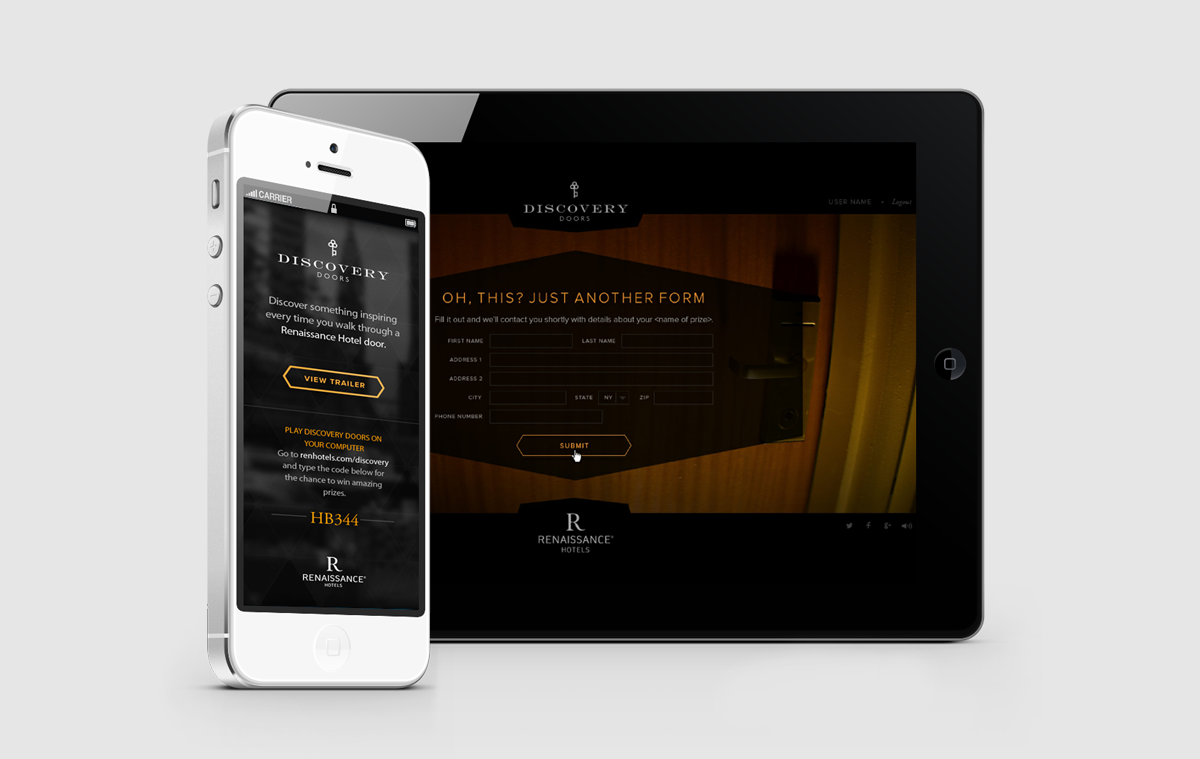 CARRIER
DISCOVERY
DOORS
Discover something inspiring
every time you walk through a
Renaissance Hotel door.
VIEW TRAILER
PLAY DISCOVERY DOORS ON
YOUR COMPUTER
Go to renhotels.com/discovery
and type the code below for
the chance to win amazing
prizes.
HB344
R
RENAISSANCE®
HOTELS
DISCOVERY
DOORS
USER NAME • Logout
OH, THIS? JUST ANOTHER FORM
Fill it out and we'll contact you shortly with details about your <name of prize>.
FIRST NAME LAST NAME
ADDRESS 1
ADDRESS 2
CITY STATE NY ZIP
PHONE NUMBER
SUBMIT
R
RENAISSANCE®
HOTELS